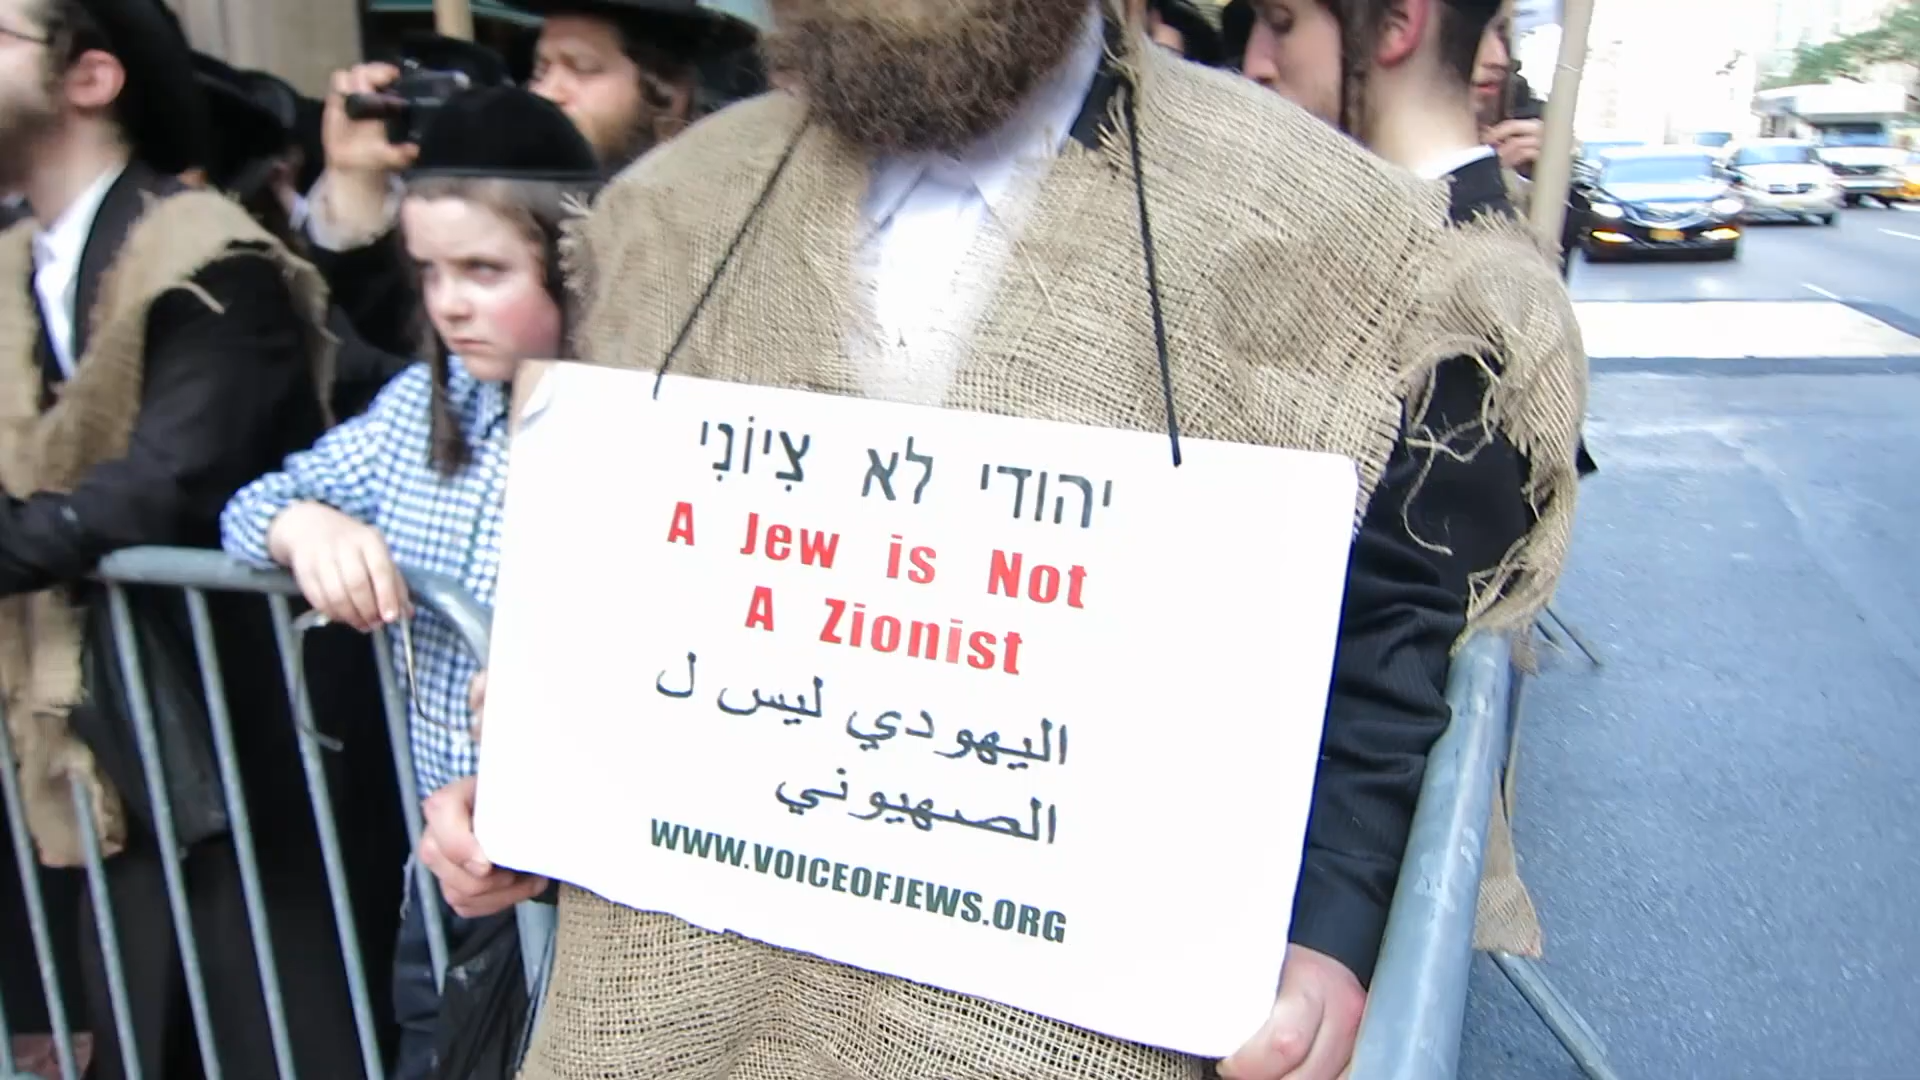 יהודי לא צִיוֹנִי
A Jew is Not
A Zionist
اليهودي ليس ل
الصهيوني
WWW.VOICEOFJEWS.ORG